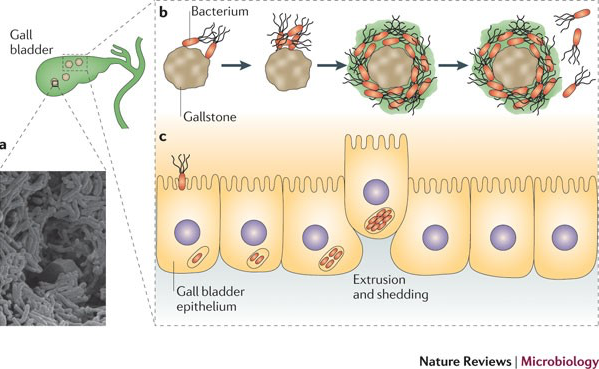 Gall
bladder
b
Bacterium
Gallstone
a
c
Gall bladder
epithelium
Extrusion
and shedding
Nature Reviews | Microbiology